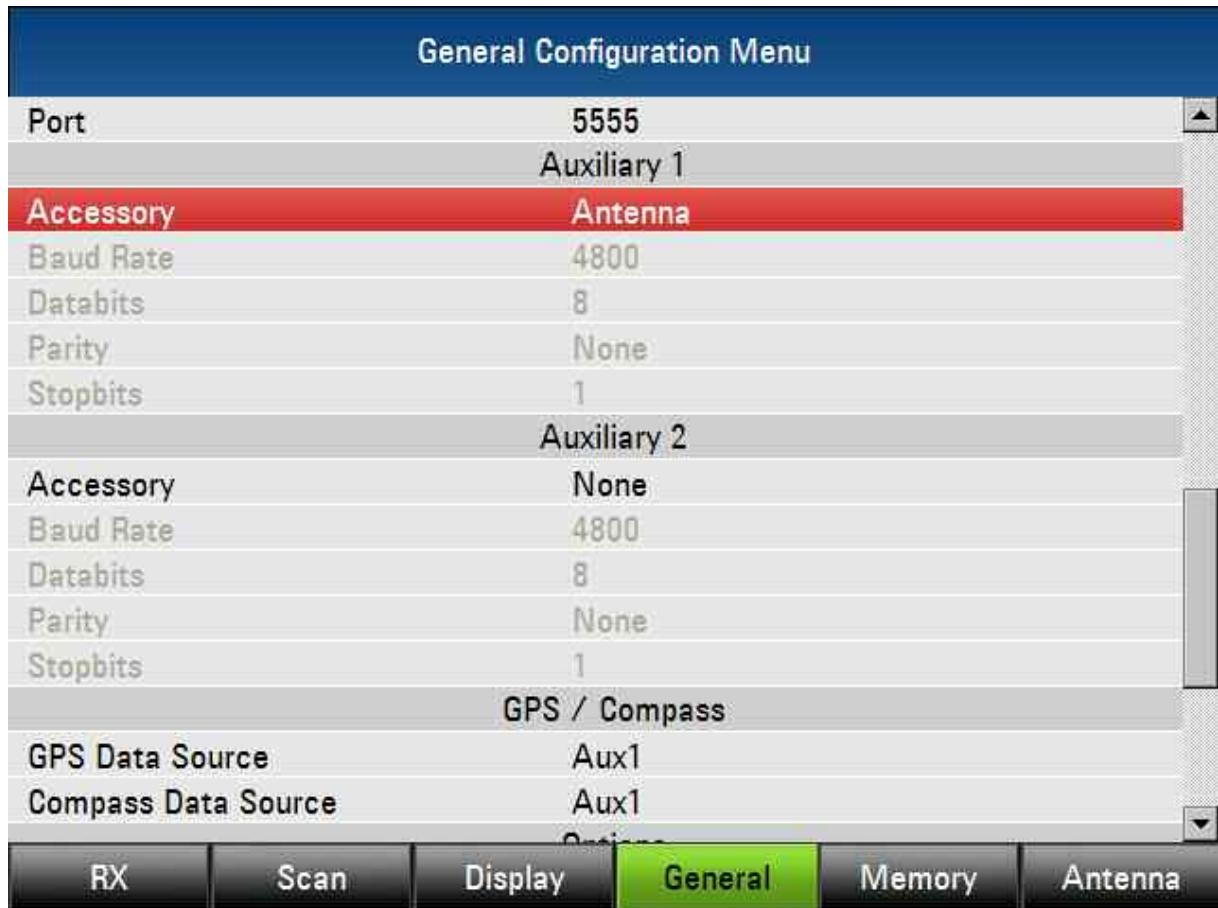 General Configuration Menu
Port 5555
Auxiliary 1
Accessory Antenna
Baud Rate 4800
Databits 8
Parity None
Stopbits 1
Auxiliary 2
Accessory None
Baud Rate 4800
Databits 8
Parity None
Stopbits 1
GPS / Compass
GPS Data Source Aux1
Compass Data Source Aux1
Options
RX Scan Display General Memory Antenna